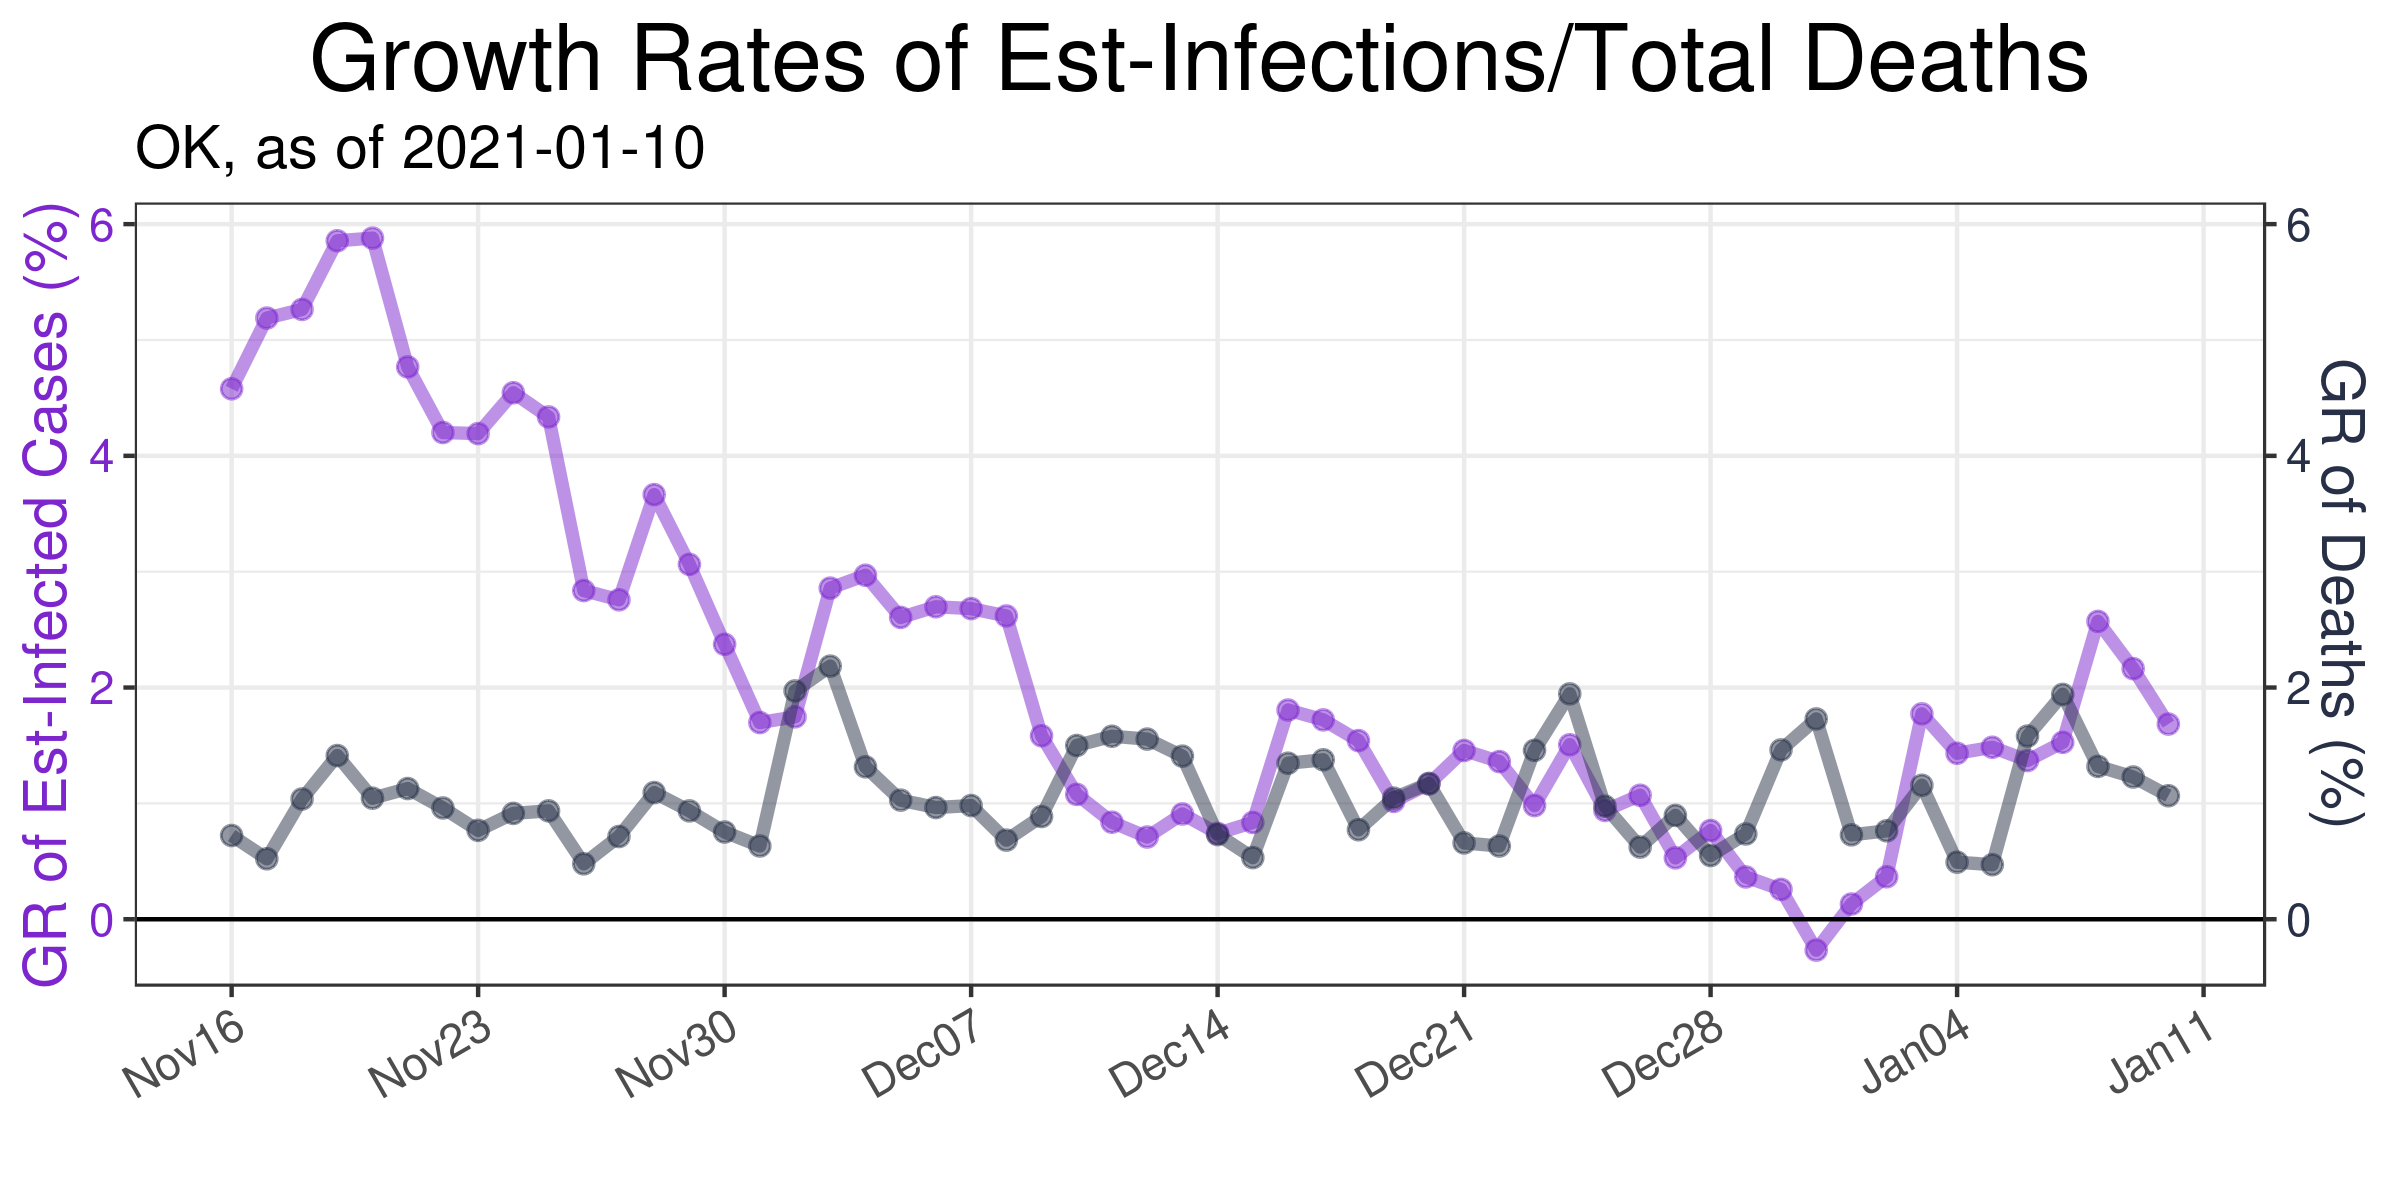 Growth Rates of Est-Infections/Total Deaths
OK, as of 2021-01-10
GR of Est-Infected Cases (%)
6
4
2
0
6
4
2
0
GR of Deaths (%)
Nov16
Nov23
Nov30
Dec07
Dec14
Dec21
Dec28
Jan04
Jan11